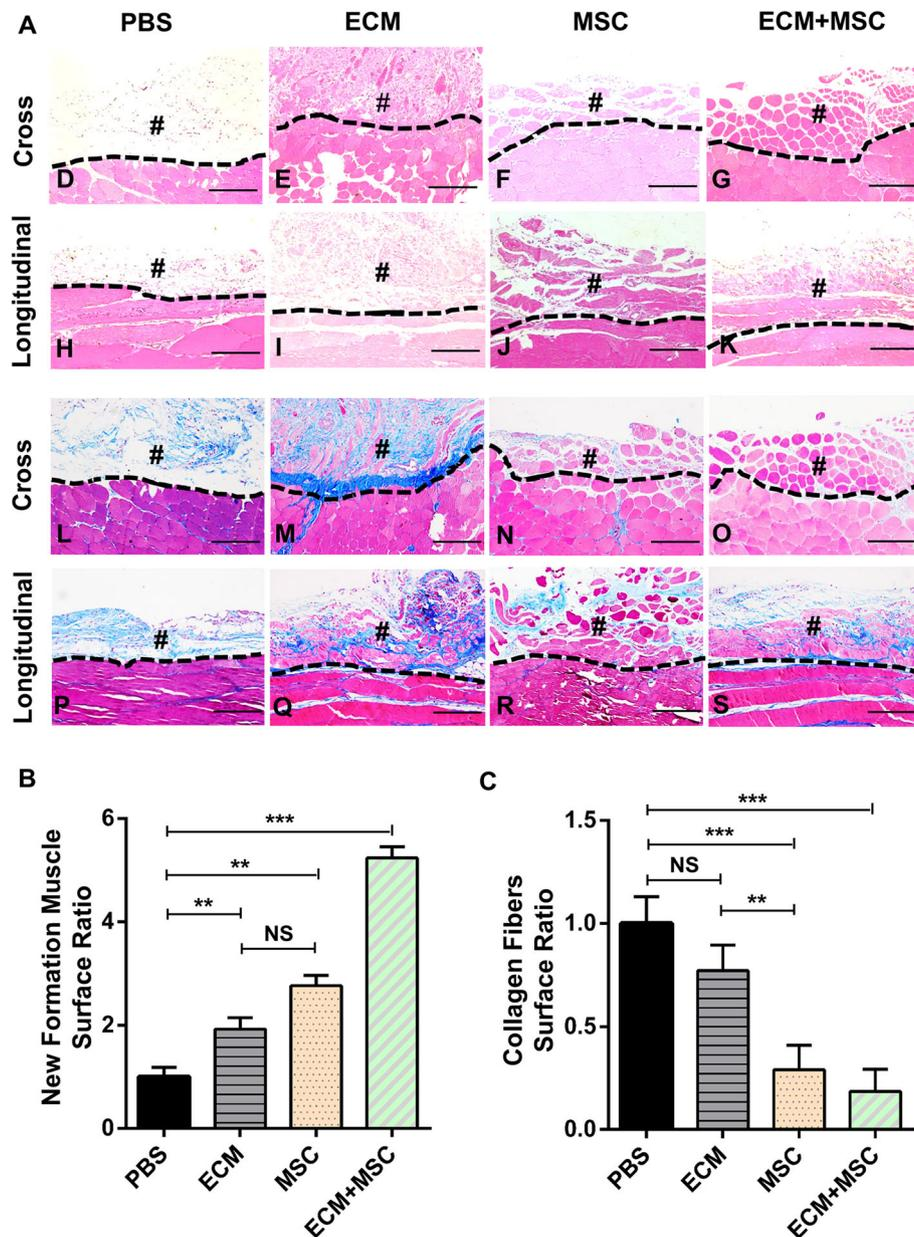 A
PBS ECM MSC ECM+MSC
Cross
# # # #
D E F G
Longitudinal
# # # #
H I J K
Cross
# # # #
L M N O
Longitudinal
# # # #
P Q R S
B
New Formation Muscle
Surface Ratio
6
4
2
0
***
**
**
NS
PBS ECM MSC ECM+MSC
C
Collagen Fibers
Surface Ratio
1.5
1.0
0.5
0.0
***
***
NS
**
PBS ECM MSC ECM+MSC